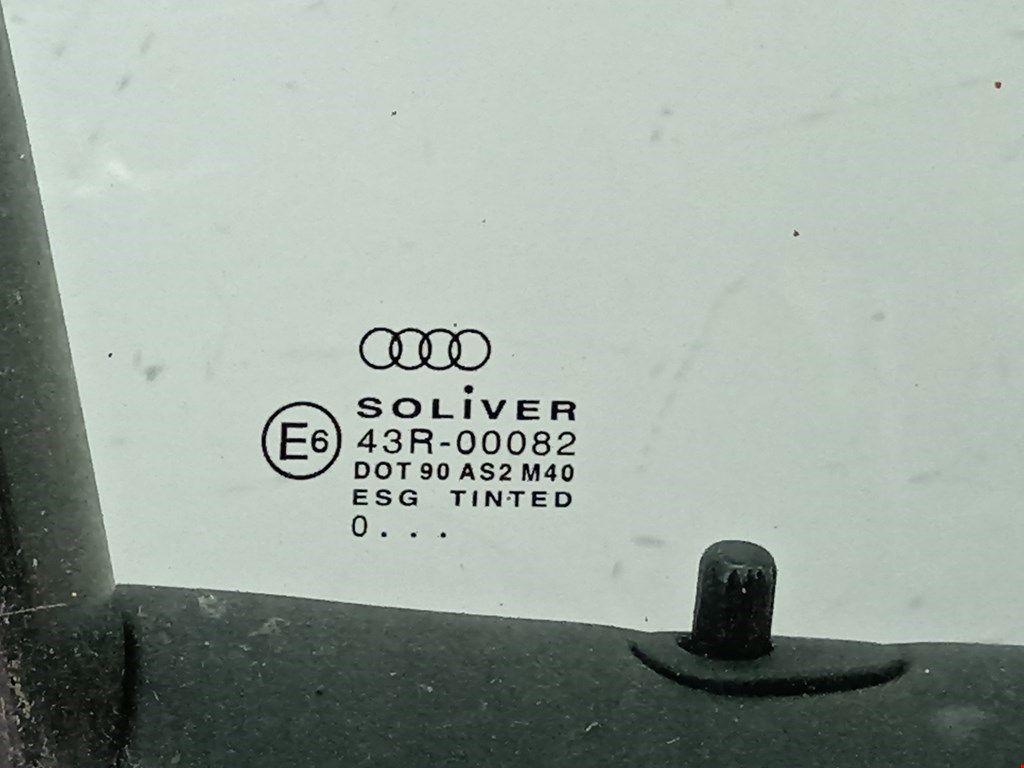 SOLiVER
E6 43R-00082
DOT 90 AS2 M40
ESG TINTED
0...